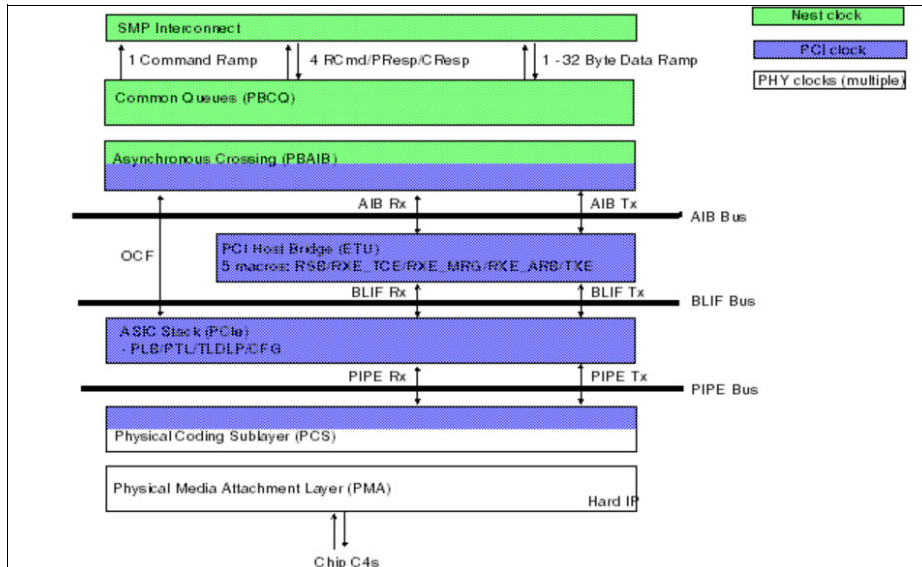 SMP Interconnect
Nest clock
PCI clock
PHY clocks (multiple)
1 Command Ramp
4 RCmd/PResp/CResp
1 - 32 Byte Data Ramp
Common Queues (PBCQ)
Asynchronous Crossing (PBAIB)
AIB Rx
AIB Tx
AIB Bus
OCF
PCI Host Bridge (ETU)
5 macros: RSB/RXE_TCE/RXE_MRG/RXE_ARB/TXE
BLIF Rx
BLIF Tx
BLIF Bus
ASIC Stack (PCIe)
- PLB/PTL/TLDLP/CFG
PIPE Rx
PIPE Tx
PIPE Bus
Physical Coding Sublayer (PCS)
Physical Media Attachment Layer (PMA)
Hard IP
Chip C4s